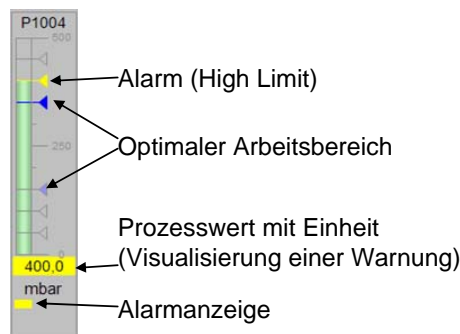 P1004
500
Alarm (High Limit)
Optimaler Arbeitsbereich
250
0
Prozesswert mit Einheit
(Visualisierung einer Warnung)
400,0
mbar
Alarmanzeige